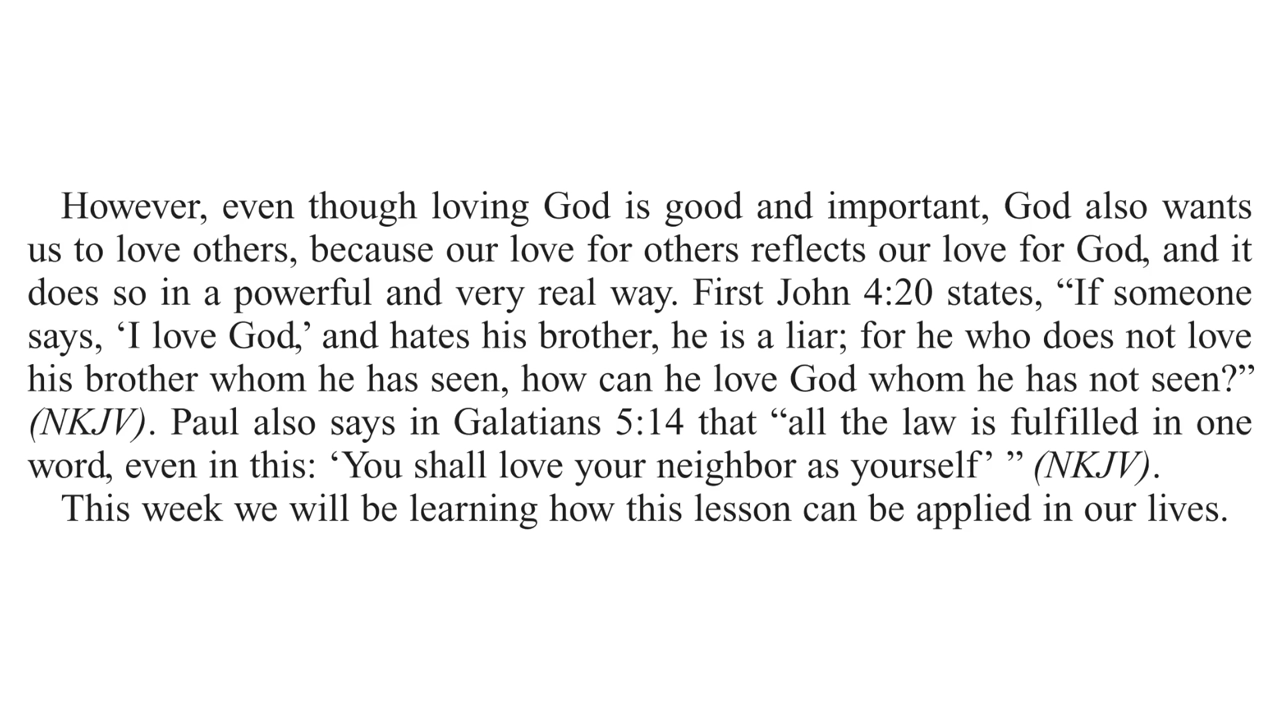 However, even though loving God is good and important, God also wants
us to love others, because our love for others reflects our love for God, and it
does so in a powerful and very real way. First John 4:20 states, “If someone
says, ‘I love God,’ and hates his brother, he is a liar; for he who does not love
his brother whom he has seen, how can he love God whom he has not seen?”
(NKJV). Paul also says in Galatians 5:14 that “all the law is fulfilled in one
word, even in this: ‘You shall love your neighbor as yourself’ ” (NKJV).
This week we will be learning how this lesson can be applied in our lives.